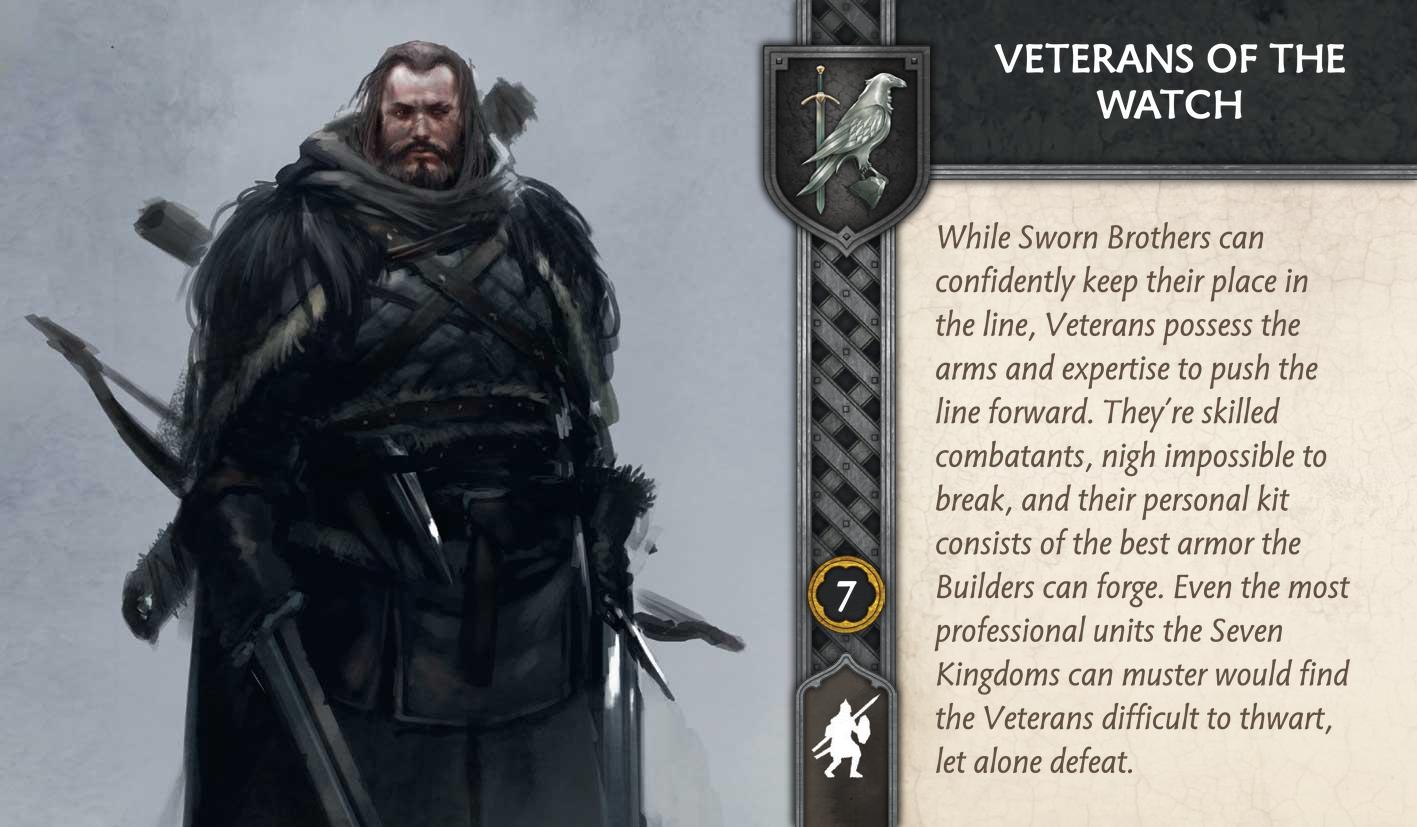 VETERANS OF THE
WATCH
While Sworn Brothers can
confidently keep their place in
the line, Veterans possess the
arms and expertise to push the
line forward. They're skilled
combatants, nigh impossible to
break, and their personal kit
consists of the best armor the
Builders can forge. Even the most
professional units the Seven
Kingdoms can muster would find
the Veterans difficult to thwart,
let alone defeat.
7